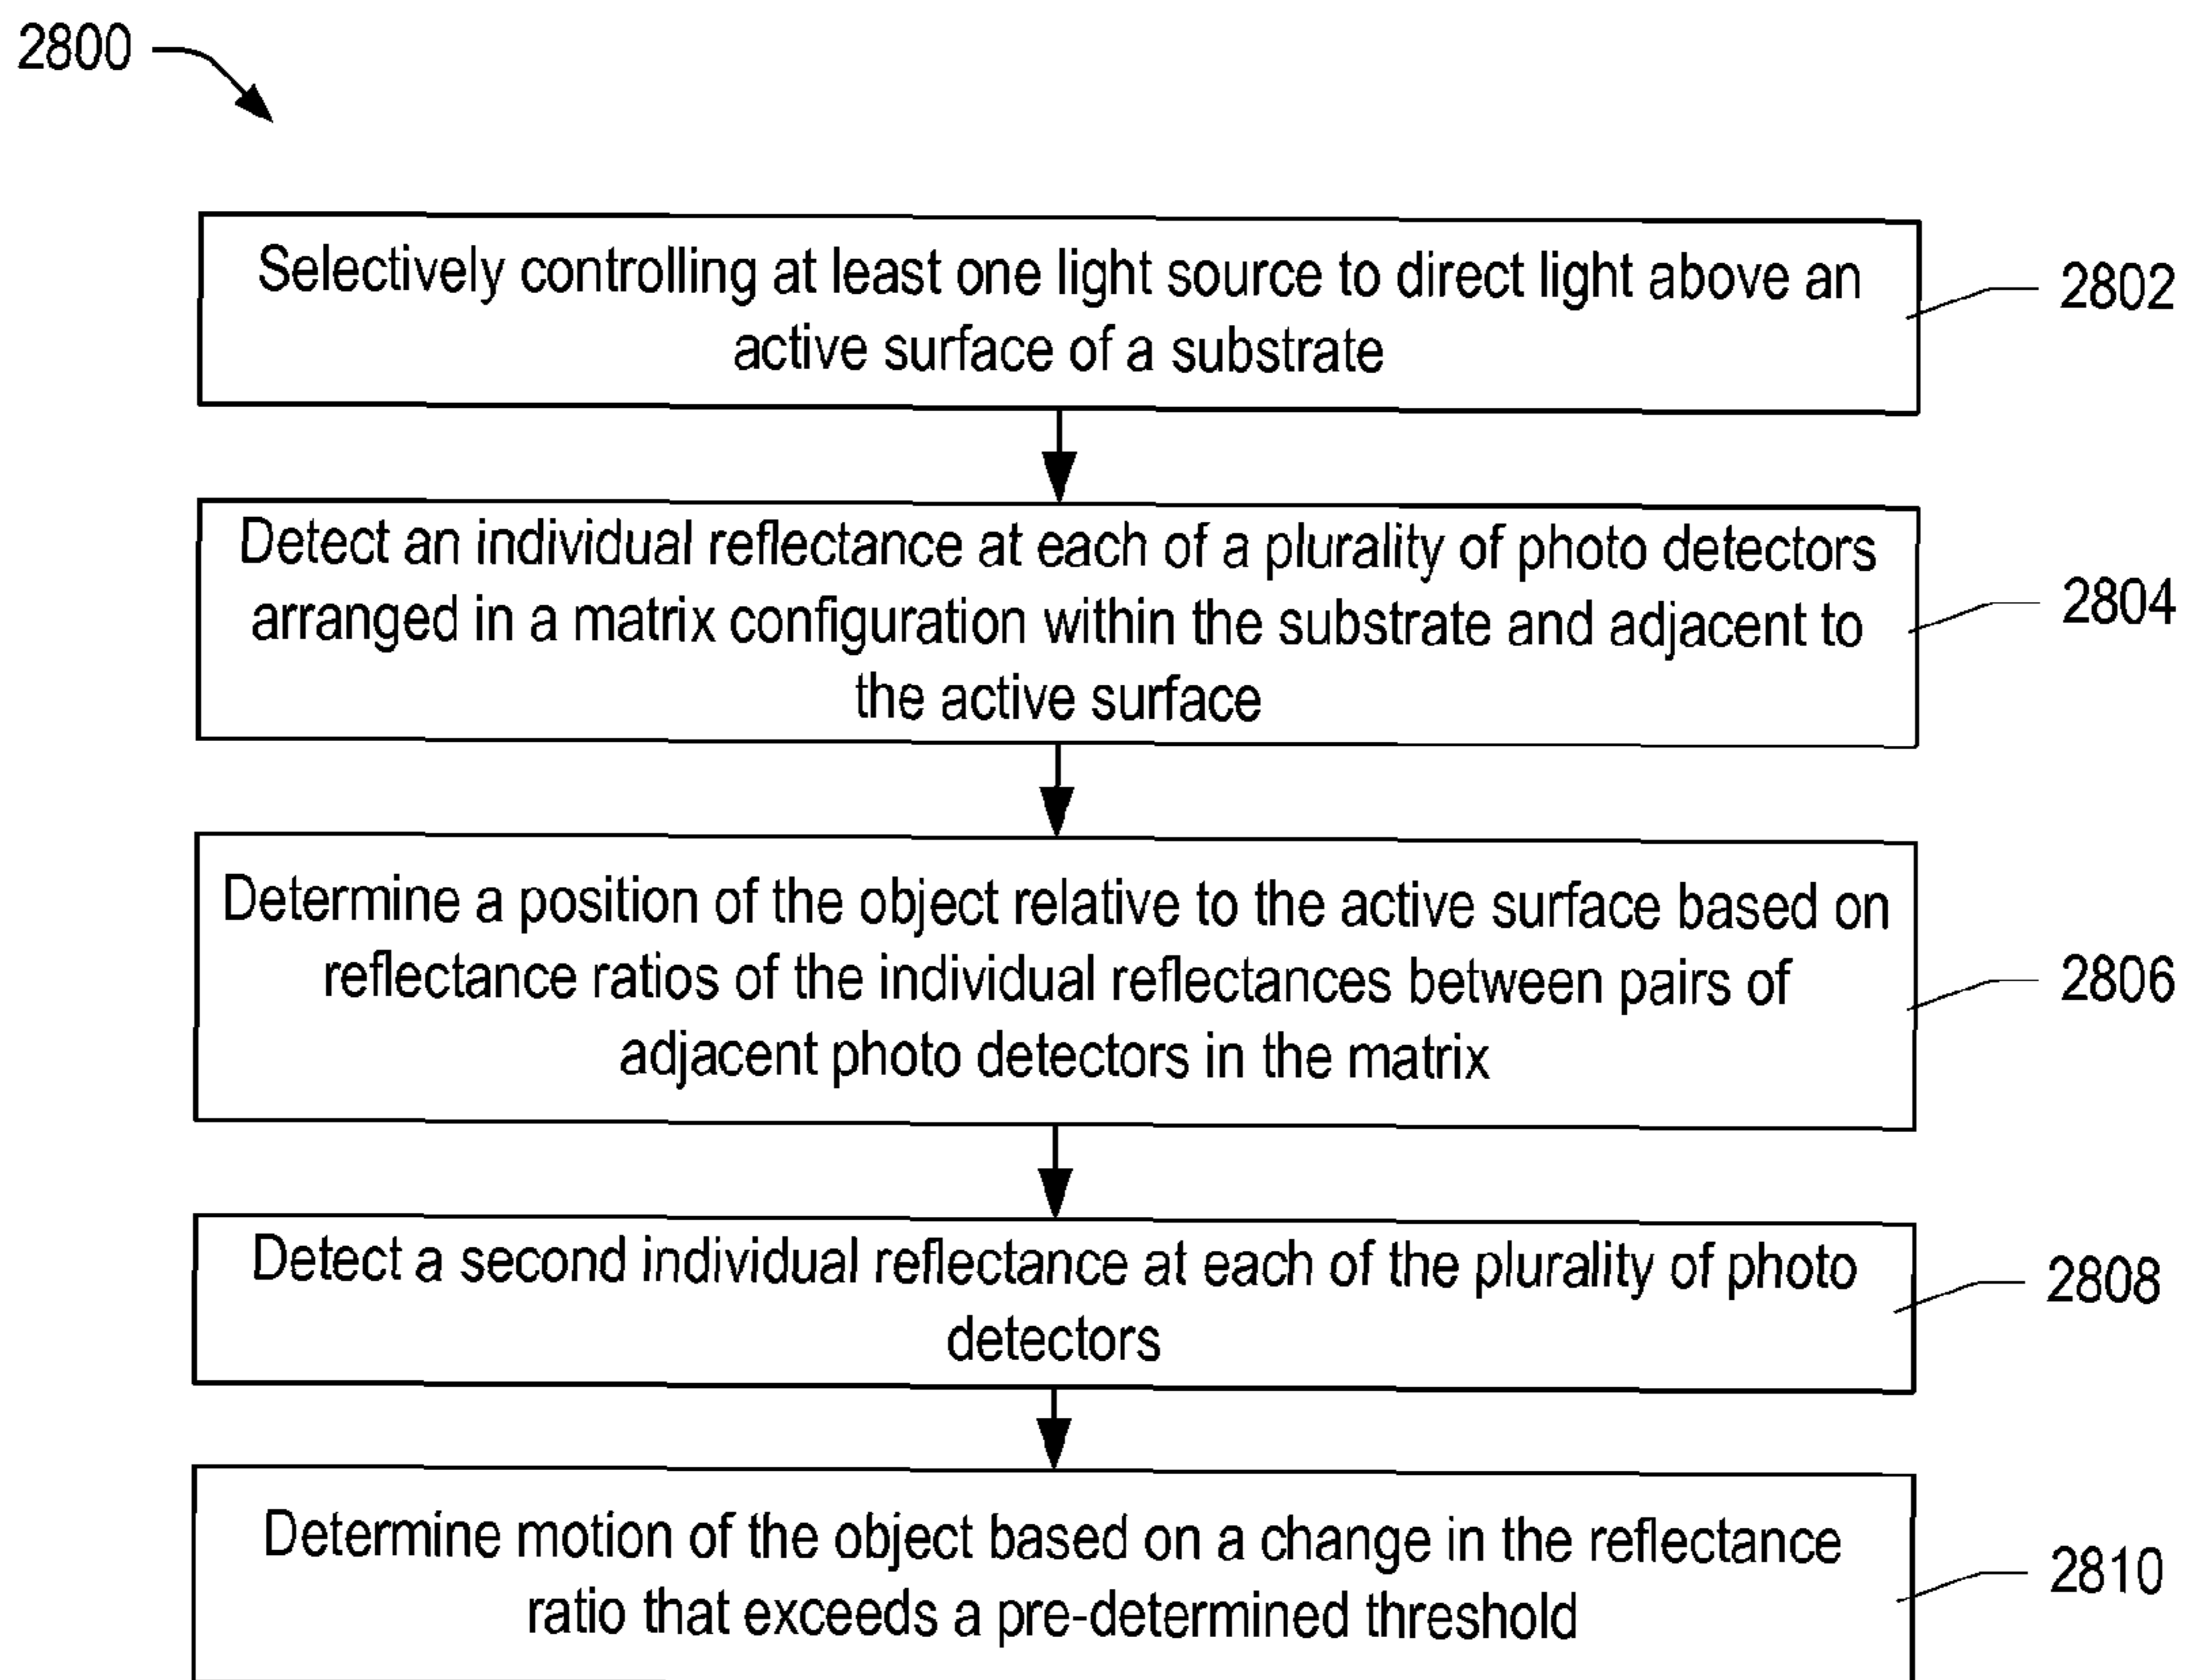 2800
Selectively controlling at least one light source to direct light above an
active surface of a substrate
2802
Detect an individual reflectance at each of a plurality of photo detectors
arranged in a matrix configuration within the substrate and adjacent to
the active surface
2804
Determine a position of the object relative to the active surface based on
reflectance ratios of the individual reflectances between pairs of
adjacent photo detectors in the matrix
2806
Detect a second individual reflectance at each of the plurality of photo
detectors
2808
Determine motion of the object based on a change in the reflectance
ratio that exceeds a pre-determined threshold
2810